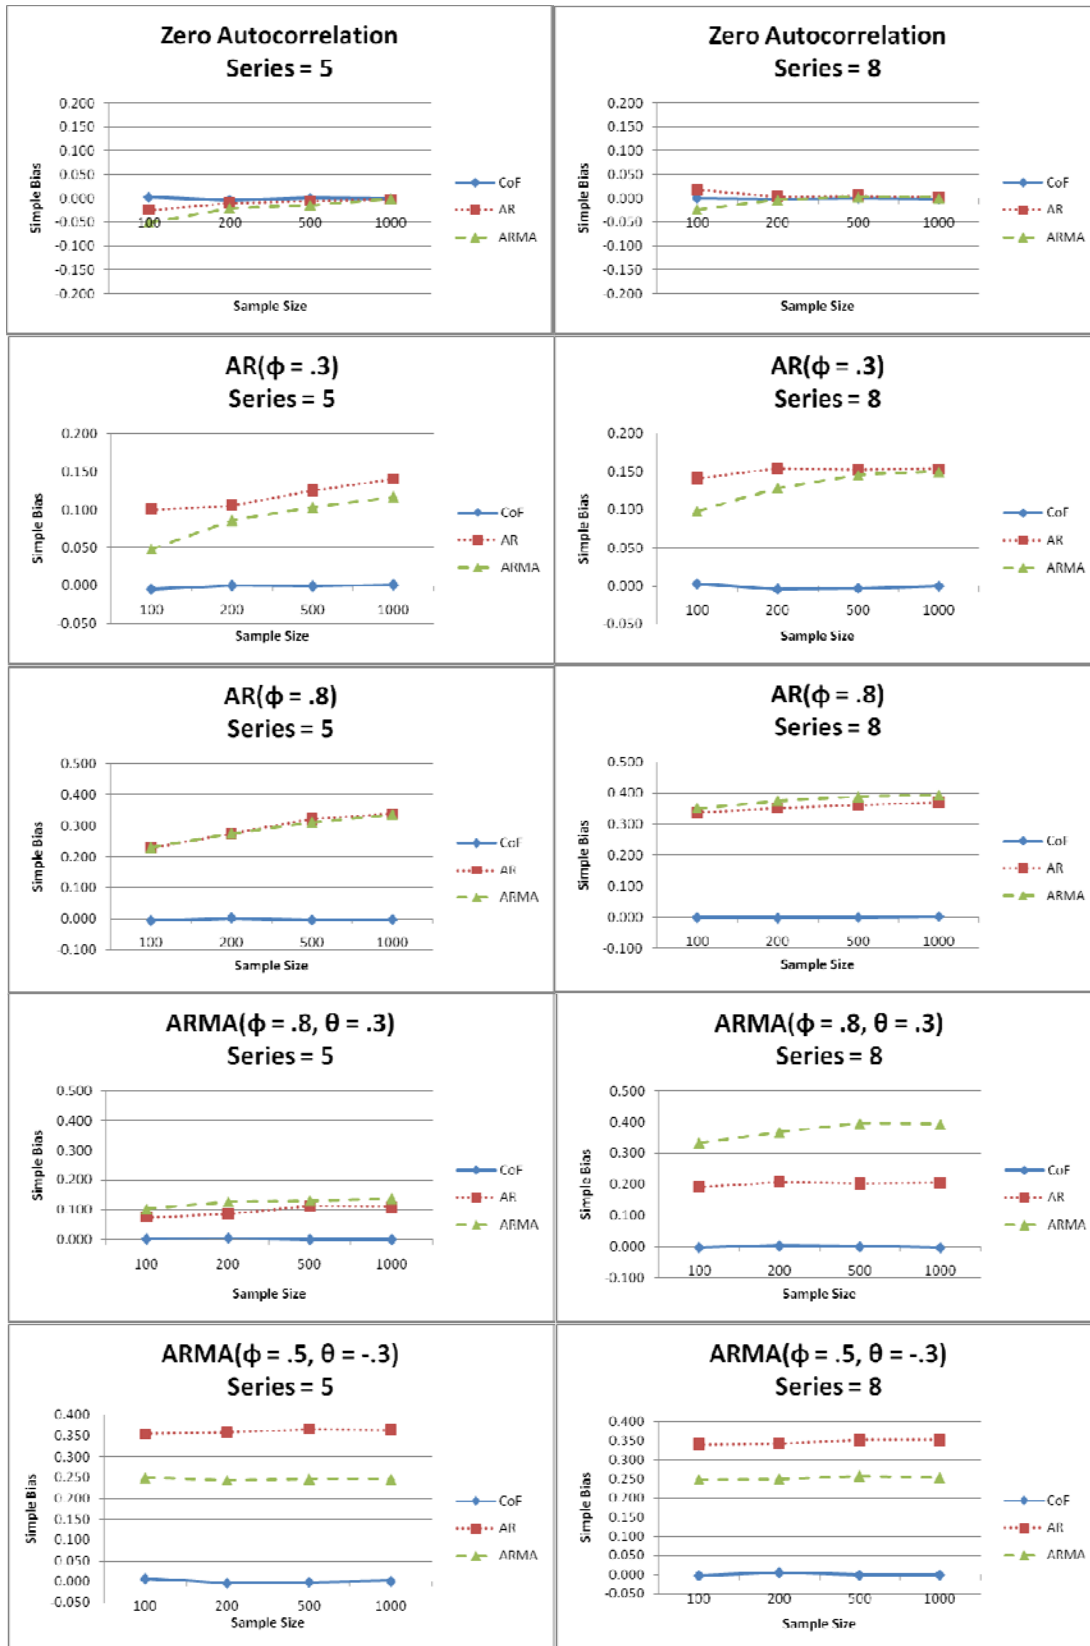 Zero Autocorrelation
Series = 5
0.200
0.150
0.100
0.050
0.000
-0.050
-0.100
-0.150
-0.200
Simple Bias
100 200 500 1000
Sample Size
CoF
AR
ARMA
Zero Autocorrelation
Series = 8
0.200
0.150
0.100
0.050
0.000
-0.050
-0.100
-0.150
-0.200
Simple Bias
100 200 500 1000
Sample Size
CoF
AR
ARMA
AR(ϕ = .3)
Series = 5
0.200
0.150
0.100
0.050
0.000
-0.050
Simple Bias
100 200 500 1000
Sample Size
CoF
AR
ARMA
AR(ϕ = .3)
Series = 8
0.200
0.150
0.100
0.050
0.000
-0.050
Simple Bias
100 200 500 1000
Sample Size
CoF
AR
ARMA
AR(ϕ = .8)
Series = 5
0.500
0.400
0.300
0.200
0.100
0.000
-0.100
Simple Bias
100 200 500 1000
Sample Size
CoF
AR
ARMA
AR(ϕ = .8)
Series = 8
0.500
0.400
0.300
0.200
0.100
0.000
-0.100
Simple Bias
100 200 500 1000
Sample Size
CoF
AR
ARMA
ARMA(ϕ = .8, θ = .3)
Series = 5
0.500
0.400
0.300
0.200
0.100
0.000
Simple Bias
100 200 500 1000
Sample Size
CoF
AR
ARMA
ARMA(ϕ = .8, θ = .3)
Series = 8
0.500
0.400
0.300
0.200
0.100
0.000
-0.100
Simple Bias
100 200 500 1000
Sample Size
CoF
AR
ARMA
ARMA(ϕ = .5, θ = -.3)
Series = 5
0.400
0.350
0.300
0.250
0.200
0.150
0.100
0.050
0.000
-0.050
Simple Bias
100 200 500 1000
Sample Size
CoF
AR
ARMA
ARMA(ϕ = .5, θ = -.3)
Series = 8
0.400
0.350
0.300
0.250
0.200
0.150
0.100
0.050
0.000
-0.050
Simple Bias
100 200 500 1000
Sample Size
CoF
AR
ARMA